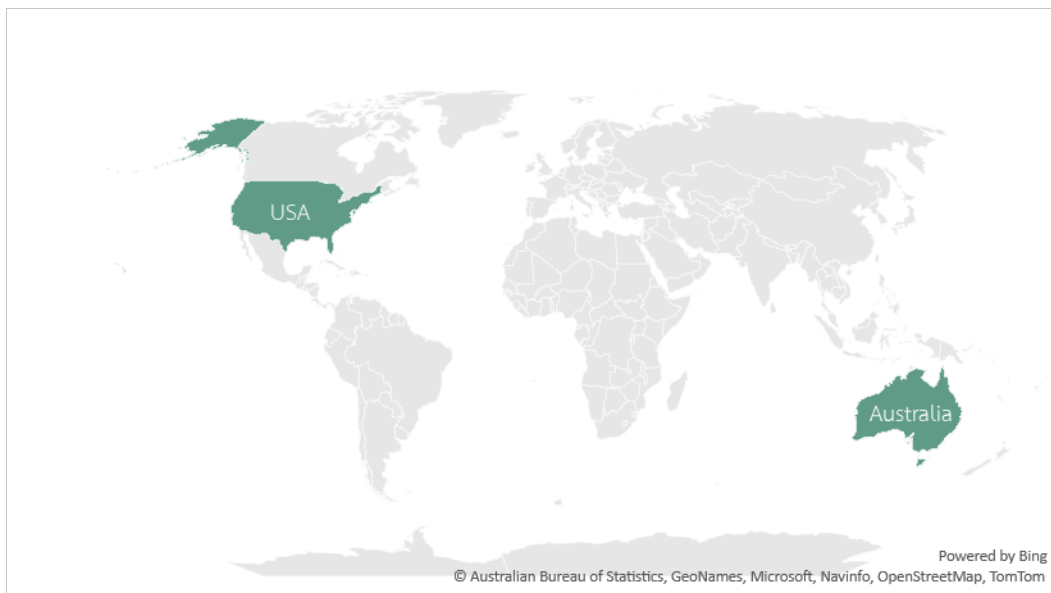 USA
Australia
Powered by Bing
© Australian Bureau of Statistics, GeoNames, Microsoft, Navinfo, OpenStreetMap, TomTom